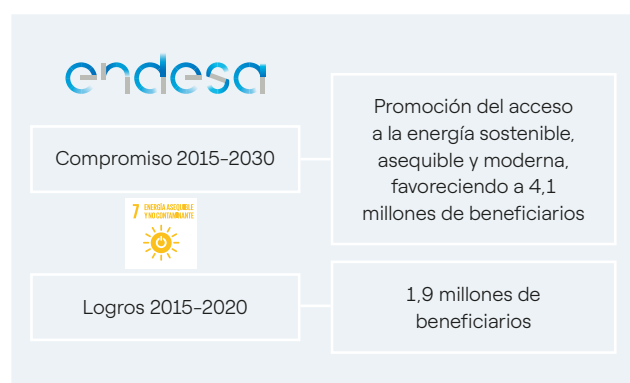 endesa
Compromiso 2015-2030
Promoción del acceso
a la energía sostenible,
asequible y moderna,
favoreciendo a 4,1
millones de beneficiarios
7 ENERGÍA ASEQUIBLE
Y NO CONTAMINANTE
Logros 2015-2020
1,9 millones de
beneficiarios